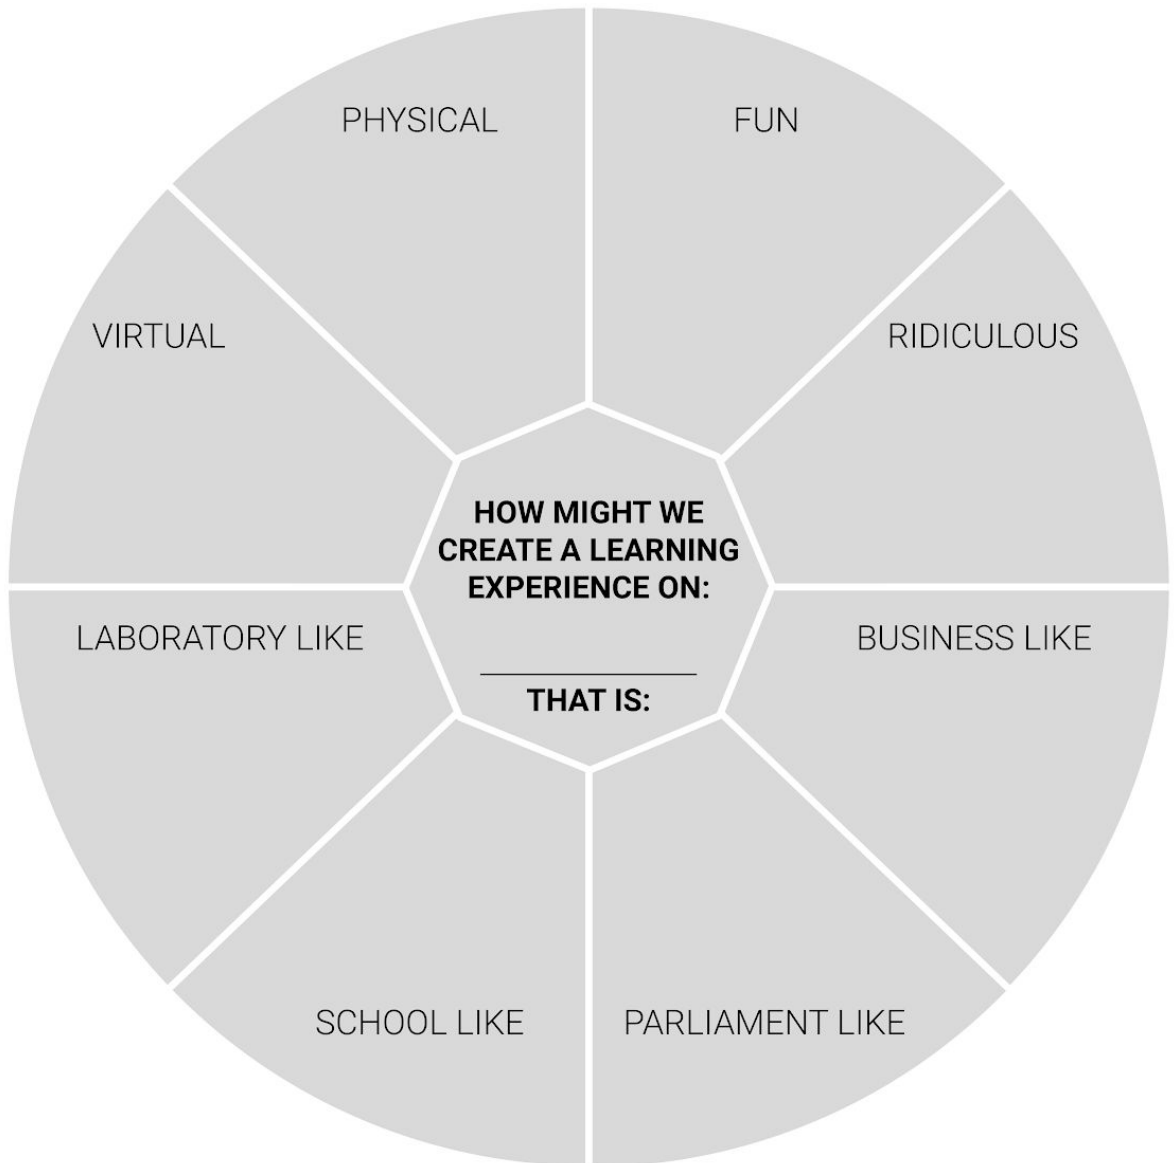 PHYSICAL
FUN
VIRTUAL
RIDICULOUS
HOW MIGHT WE
CREATE A LEARNING
EXPERIENCE ON:
THAT IS:
LABORATORY LIKE
BUSINESS LIKE
SCHOOL LIKE
PARLIAMENT LIKE